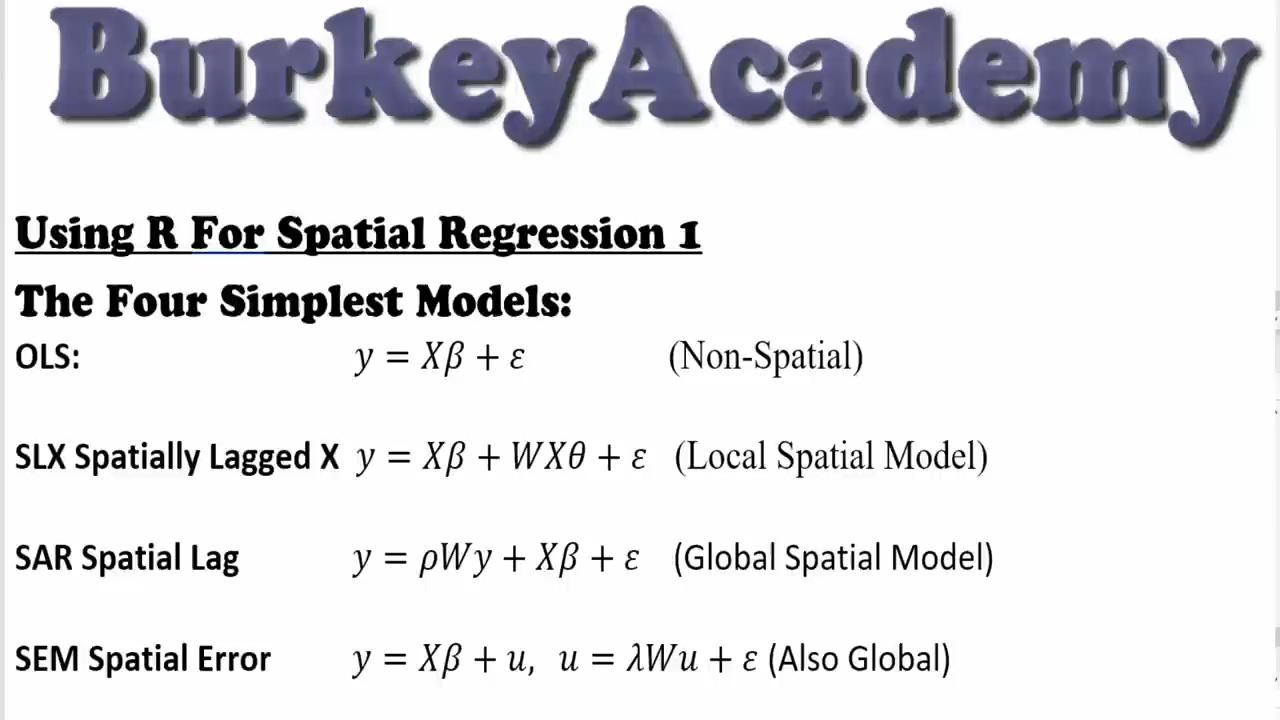 BurkeyAcademy
Using R For Spatial Regression 1
The Four Simplest Models:
OLS: y = Xβ + ε (Non-Spatial)
SLX Spatially Lagged X y = Xβ + WXθ + ε (Local Spatial Model)
SAR Spatial Lag y = ρWy + Xβ + ε (Global Spatial Model)
SEM Spatial Error y = Xβ + u, u = λWu + ε (Also Global)